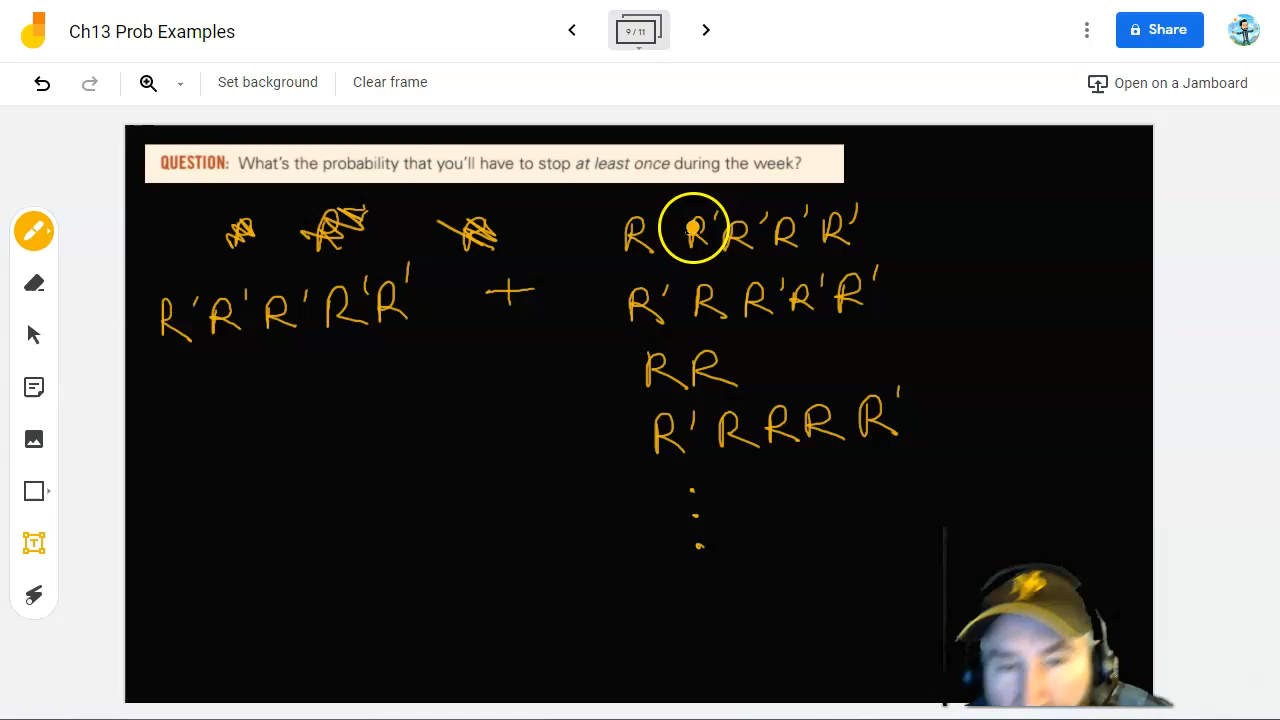 Ch13 Prob Examples
9 / 11
Share
Set background
Clear frame
Open on a Jamboard
QUESTION: What's the probability that you'll have to stop at least once during the week?
R R' R' R' R'
R' R' R' R' R' + R' R R' R' R'
R R
R' R R R R'
⋮